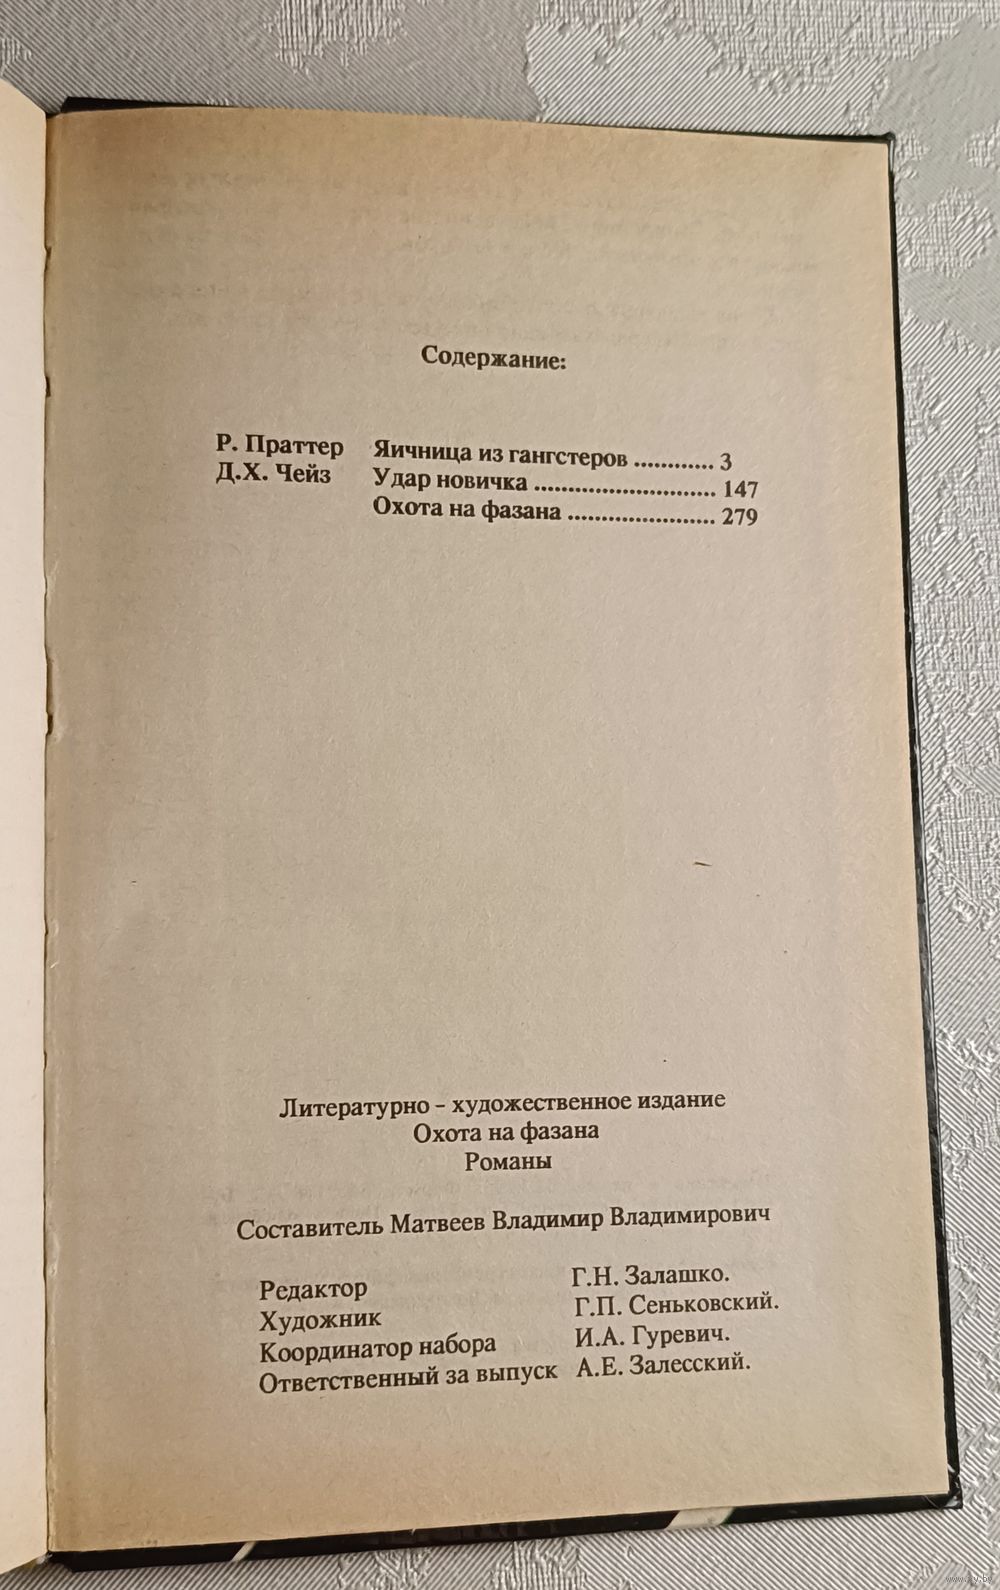 Содержание:
Р. Праттер Яичница из гангстеров ............ 3
Д.Х. Чейз Удар новичка ........................... 147
Охота на фазана ...................... 279
Литературно - художественное издание
Охота на фазана
Романы
Составитель Матвеев Владимир Владимирович
Редактор Г.Н. Залашко.
Художник Г.П. Сеньковский.
Координатор набора И.А. Гуревич.
Ответственный за выпуск А.Е. Залесский.